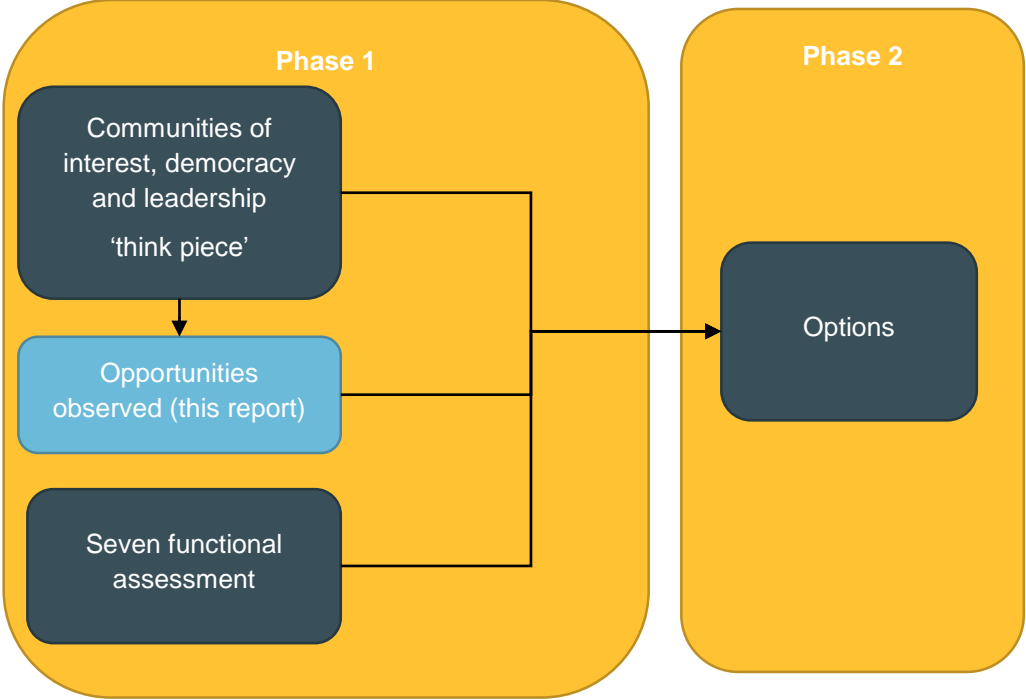 Phase 1
Communities of
interest, democracy
and leadership
‘think piece’
Opportunities
observed (this report)
Seven functional
assessment
Phase 2
Options